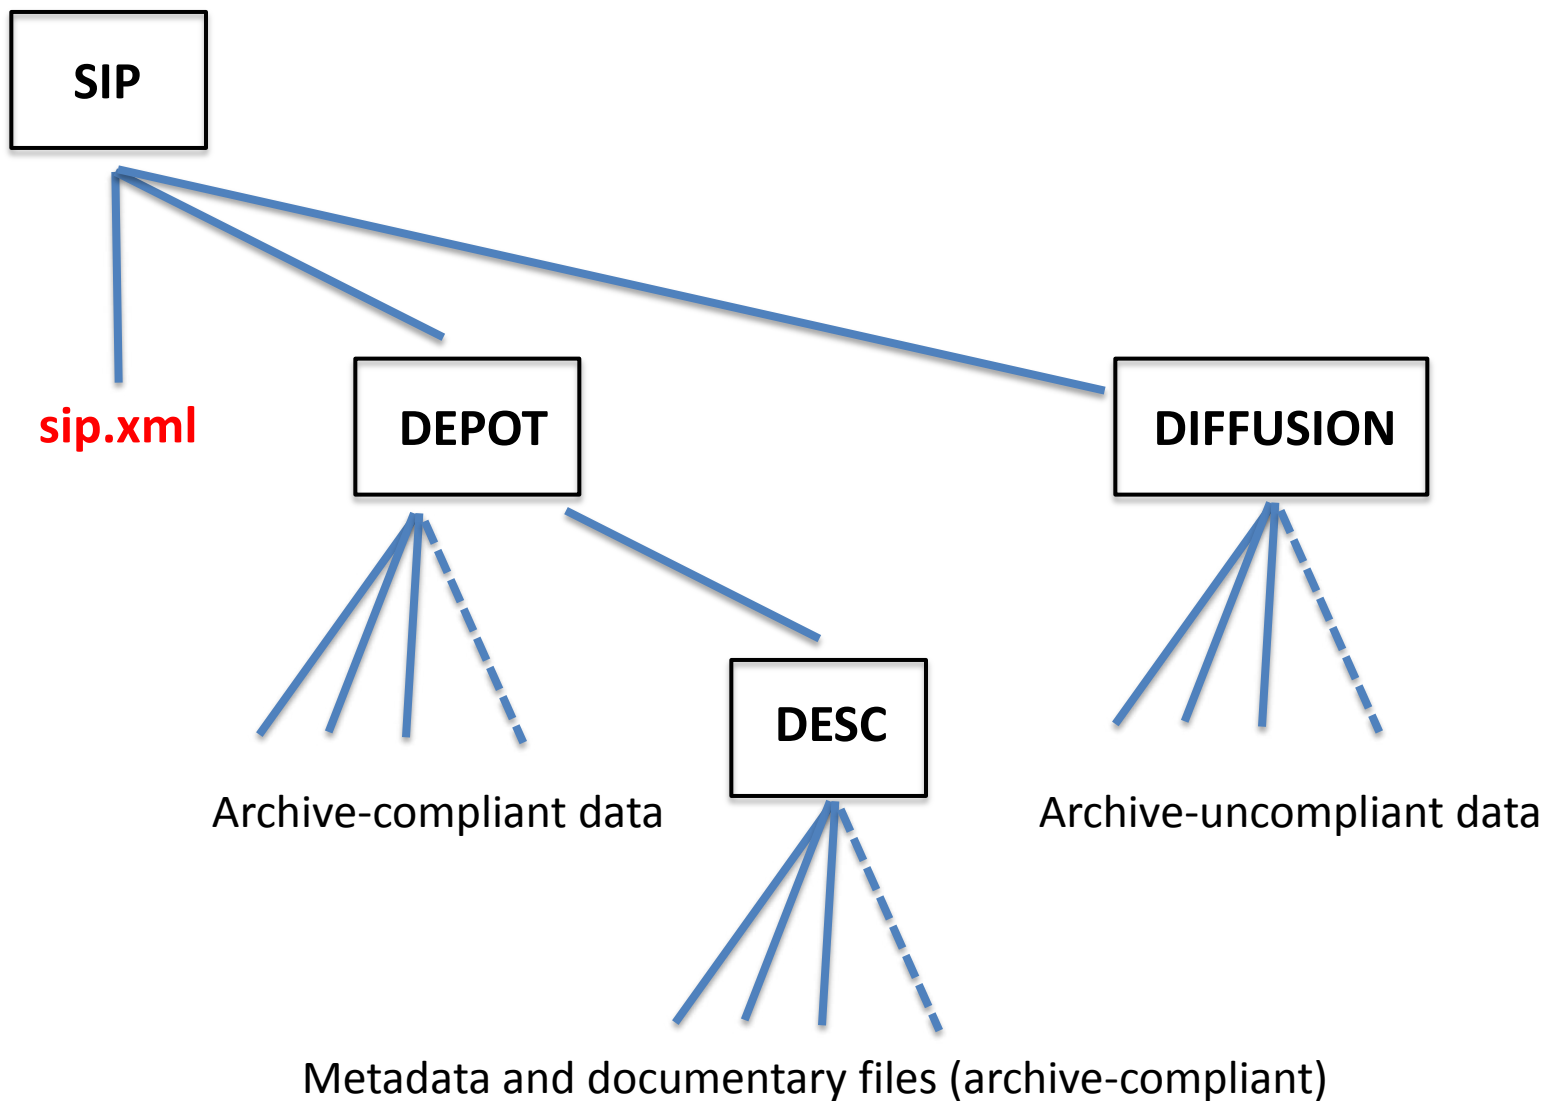 SIP
sip.xml
DEPOT
DIFFUSION
DESC
Archive-compliant data
Archive-uncompliant data
Metadata and documentary files (archive-compliant)